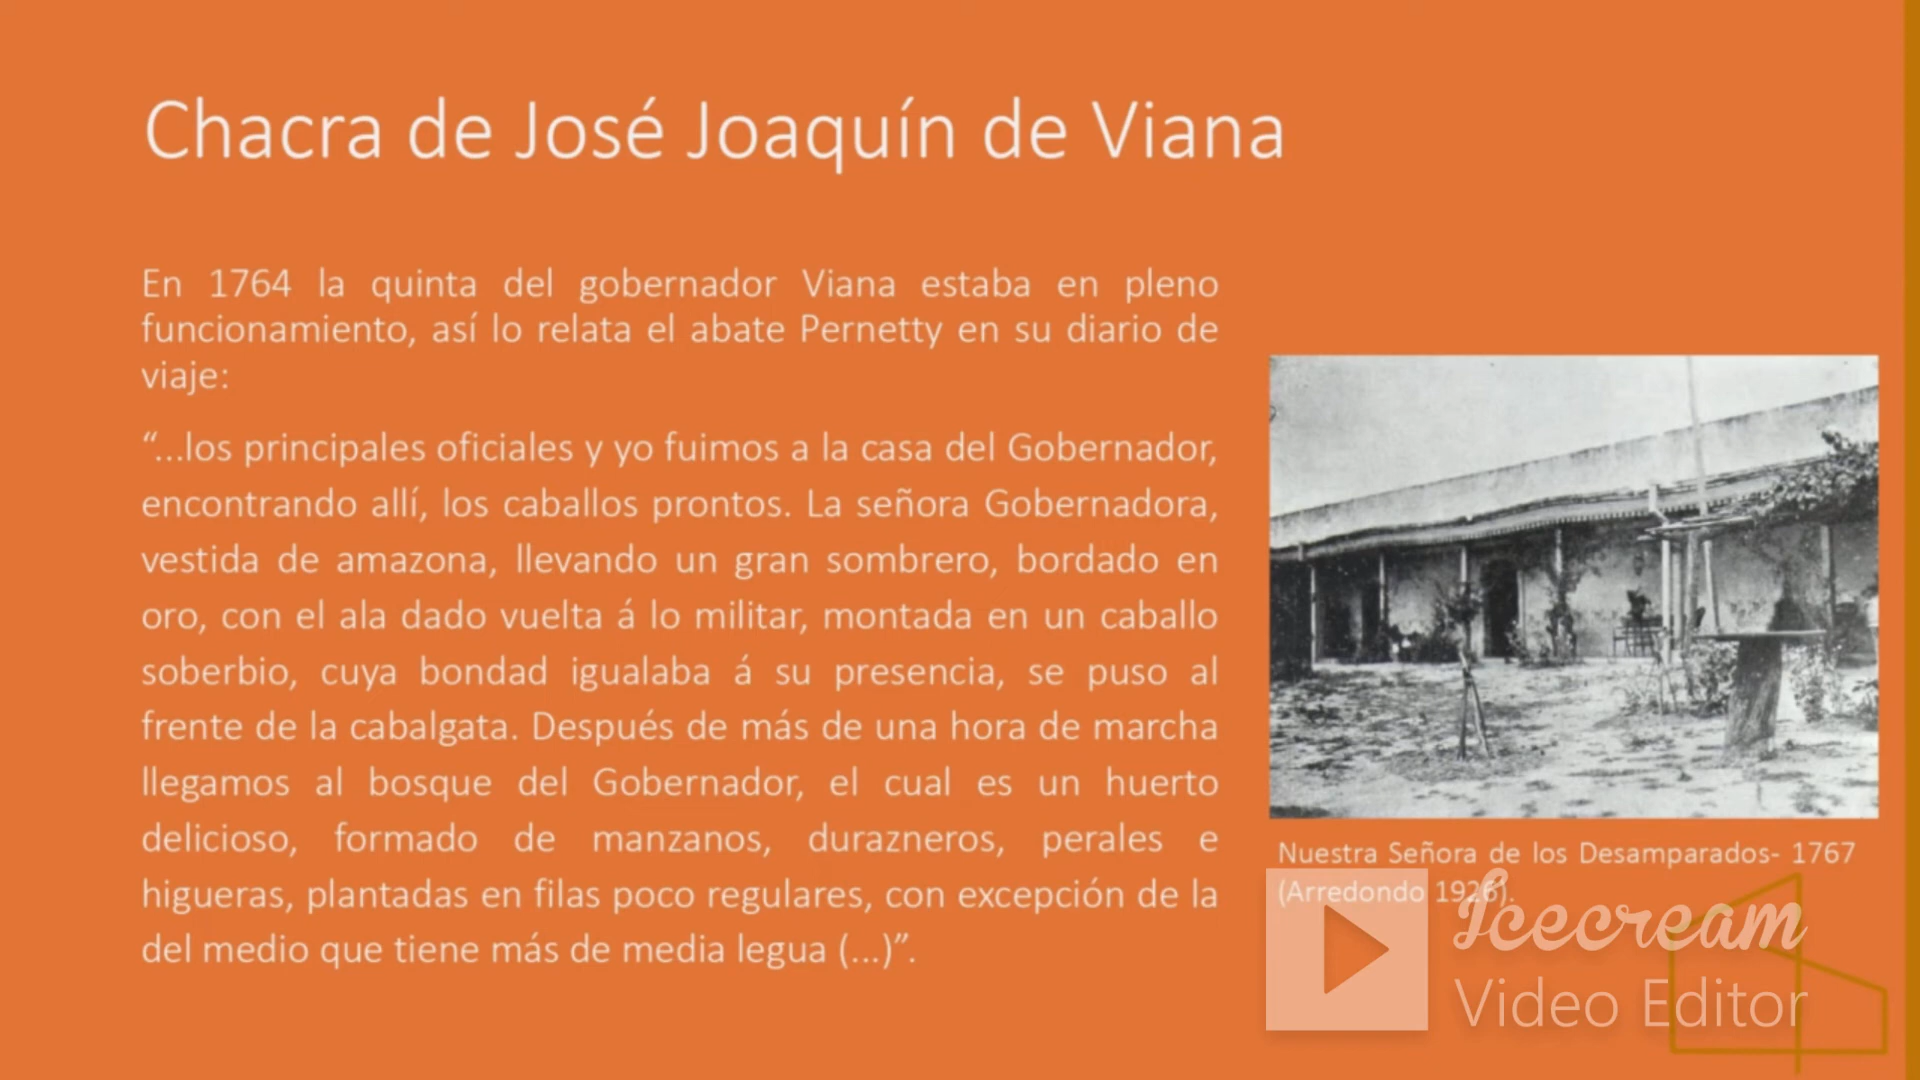 Chacra de José Joaquín de Viana
En 1764 la quinta del gobernador Viana estaba en pleno
funcionamiento, así lo relata el abate Pernetty en su diario de
viaje:
“...los principales oficiales y yo fuimos a la casa del Gobernador,
encontrando allí, los caballos prontos. La señora Gobernadora,
vestida de amazona, llevando un gran sombrero, bordado en
oro, con el ala dado vuelta á lo militar, montada en un caballo
soberbio, cuya bondad igualaba á su presencia, se puso al
frente de la cabalgata. Después de más de una hora de marcha
llegamos al bosque del Gobernador, el cual es un huerto
delicioso, formado de manzanos, durazneros, perales e
higueras, plantadas en filas poco regulares, con excepción de la
del medio que tiene más de media legua (...)”.
Nuestra Señora de los Desamparados- 1767
(Arredondo 1926).
Icecream
Video Editor